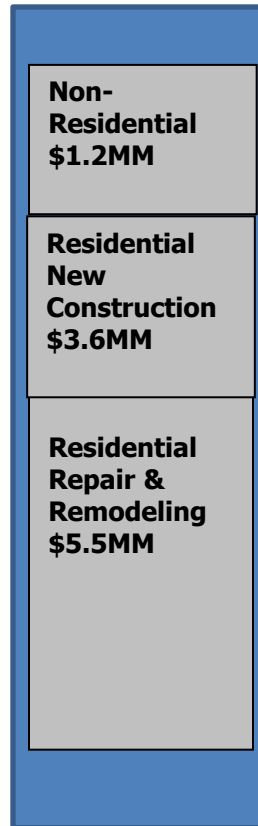 Non-
Residential
$1.2MM
Residential
New
Construction
$3.6MM
Residential
Repair &
Remodeling
$5.5MM